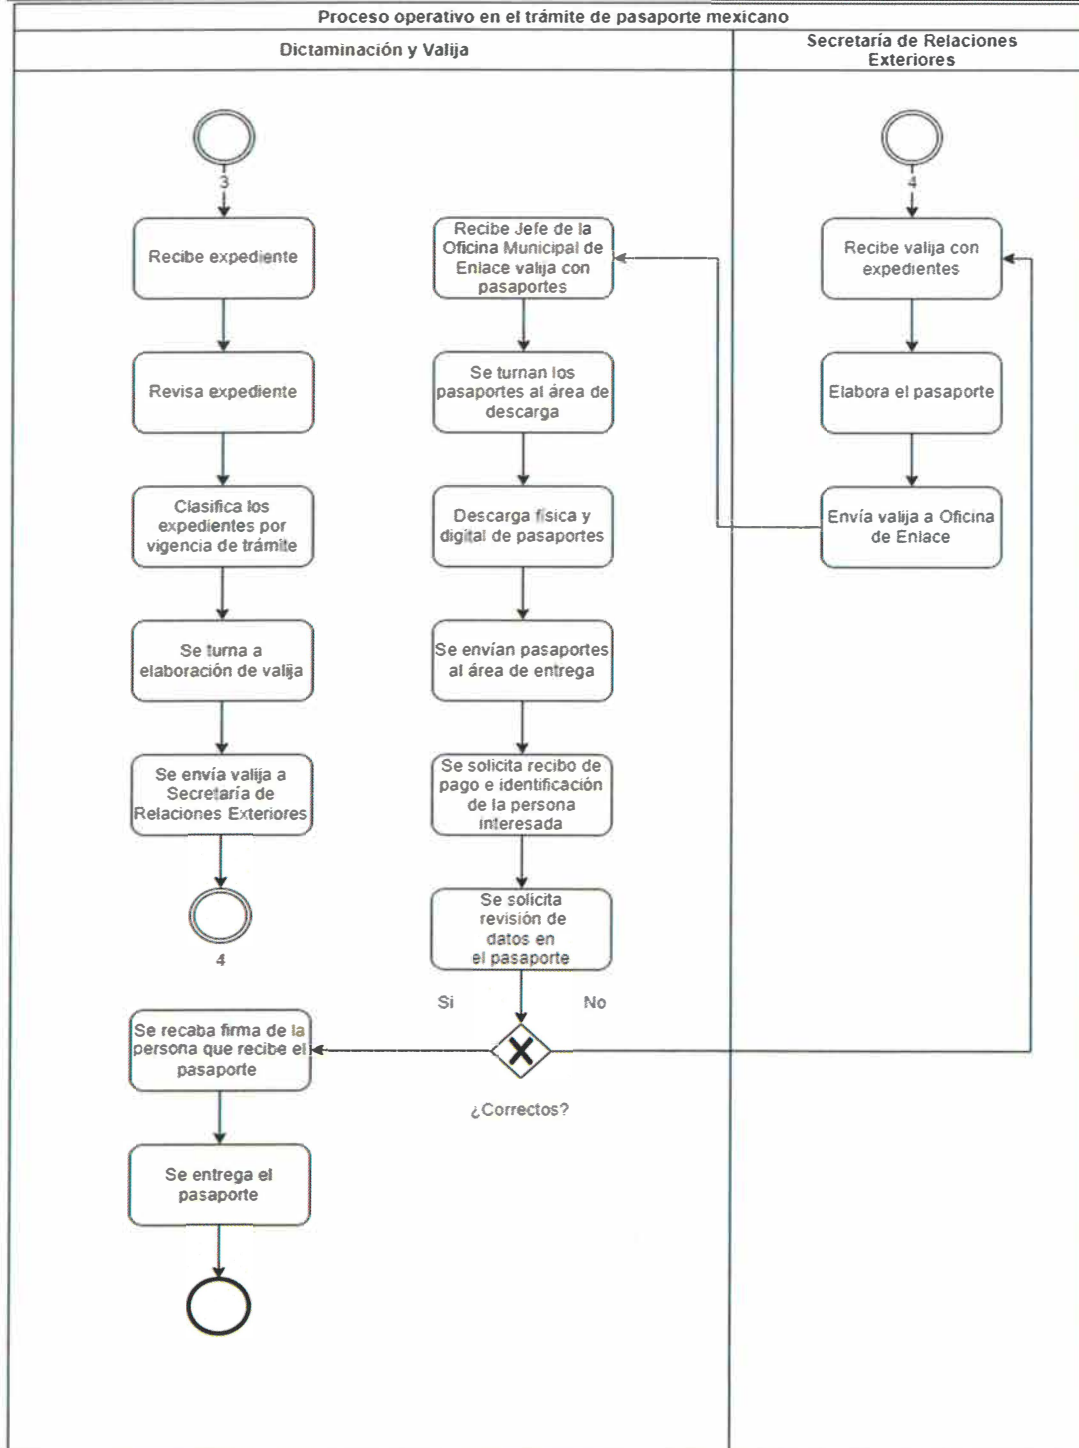 Proceso operativo en el trámite de pasaporte mexicano
Dictaminación y Valija
Secretaría de Relaciones
Exteriores
3
Recibe expediente
Revisa expediente
Clasifica los
expedientes por
vigencia de trámite
Se turna a
elaboración de valija
Se envía valija a
Secretaría de
Relaciones Exteriores
4
Recibe Jefe de la
Oficina Municipal de
Enlace valija con
pasaportes
Se turnan los
pasaportes al área de
descarga
Descarga física y
digital de pasaportes
Se envían pasaportes
al área de entrega
Se solicita recibo de
pago e identificación
de la persona
interesada
Se solicita
revisión de
datos en
el pasaporte
Si
No
¿Correctos?
Se recaba firma de la
persona que recibe el
pasaporte
Se entrega el
pasaporte
4
Recibe valija con
expedientes
Elabora el pasaporte
Envía valija a Oficina
de Enlace